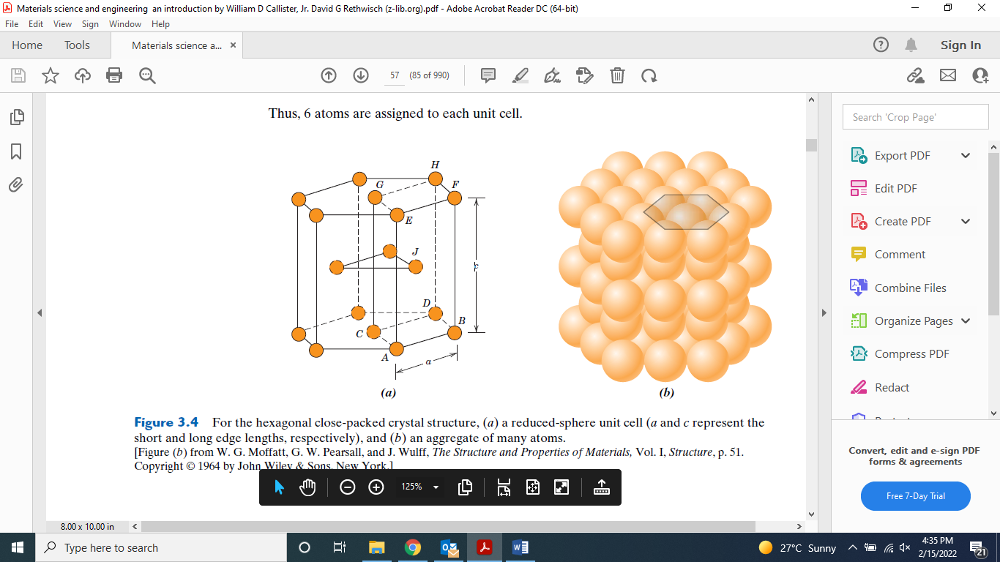 Materials science and engineering  an introduction by William D Callister, Jr. David G Rethwisch (z-lib.org).pdf - Adobe Acrobat Reader DC (64-bit)
File Edit View Sign Window Help
Home Tools Materials science a... × ? Sign In
57 (85 of 990)
Thus, 6 atoms are assigned to each unit cell.
H
G F
E
J
c
D
B
C
A
a
(a) (b)
Figure 3.4 For the hexagonal close-packed crystal structure, (a) a reduced-sphere unit cell (a and c represent the
short and long edge lengths, respectively), and (b) an aggregate of many atoms.
[Figure (b) from W. G. Moffatt, G. W. Pearsall, and J. Wulff, The Structure and Properties of Materials, Vol. I, Structure, p. 51.
Copyright © 1964 by John Wiley & Sons, New York.]
125%
8.00 x 10.00 in
Search 'Crop Page'
Export PDF
Edit PDF
Create PDF
Comment
Combine Files
Organize Pages
Compress PDF
Redact
Convert, edit and e-sign PDF
forms & agreements
Free 7-Day Trial
Type here to search
27°C Sunny
4:35 PM
2/15/2022
21